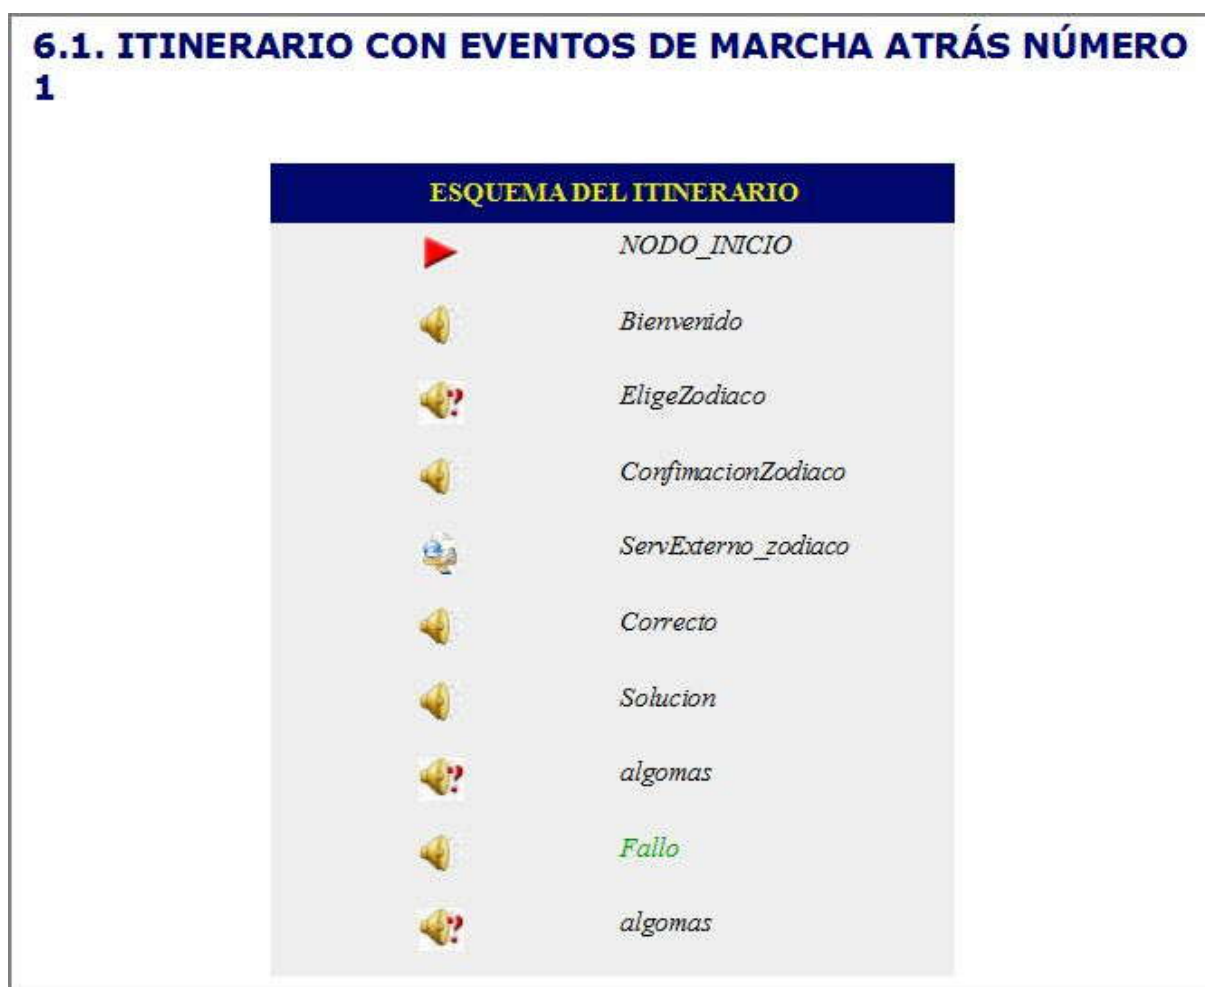 6.1. ITINERARIO CON EVENTOS DE MARCHA ATRÁS NÚMERO
1
ESQUEMA DEL ITINERARIO
NODO_INICIO
Bienvenido
EligeZodiaco
ConfimacionZodiaco
ServExterno_zodiaco
Correcto
Solucion
algomas
Fallo
algomas